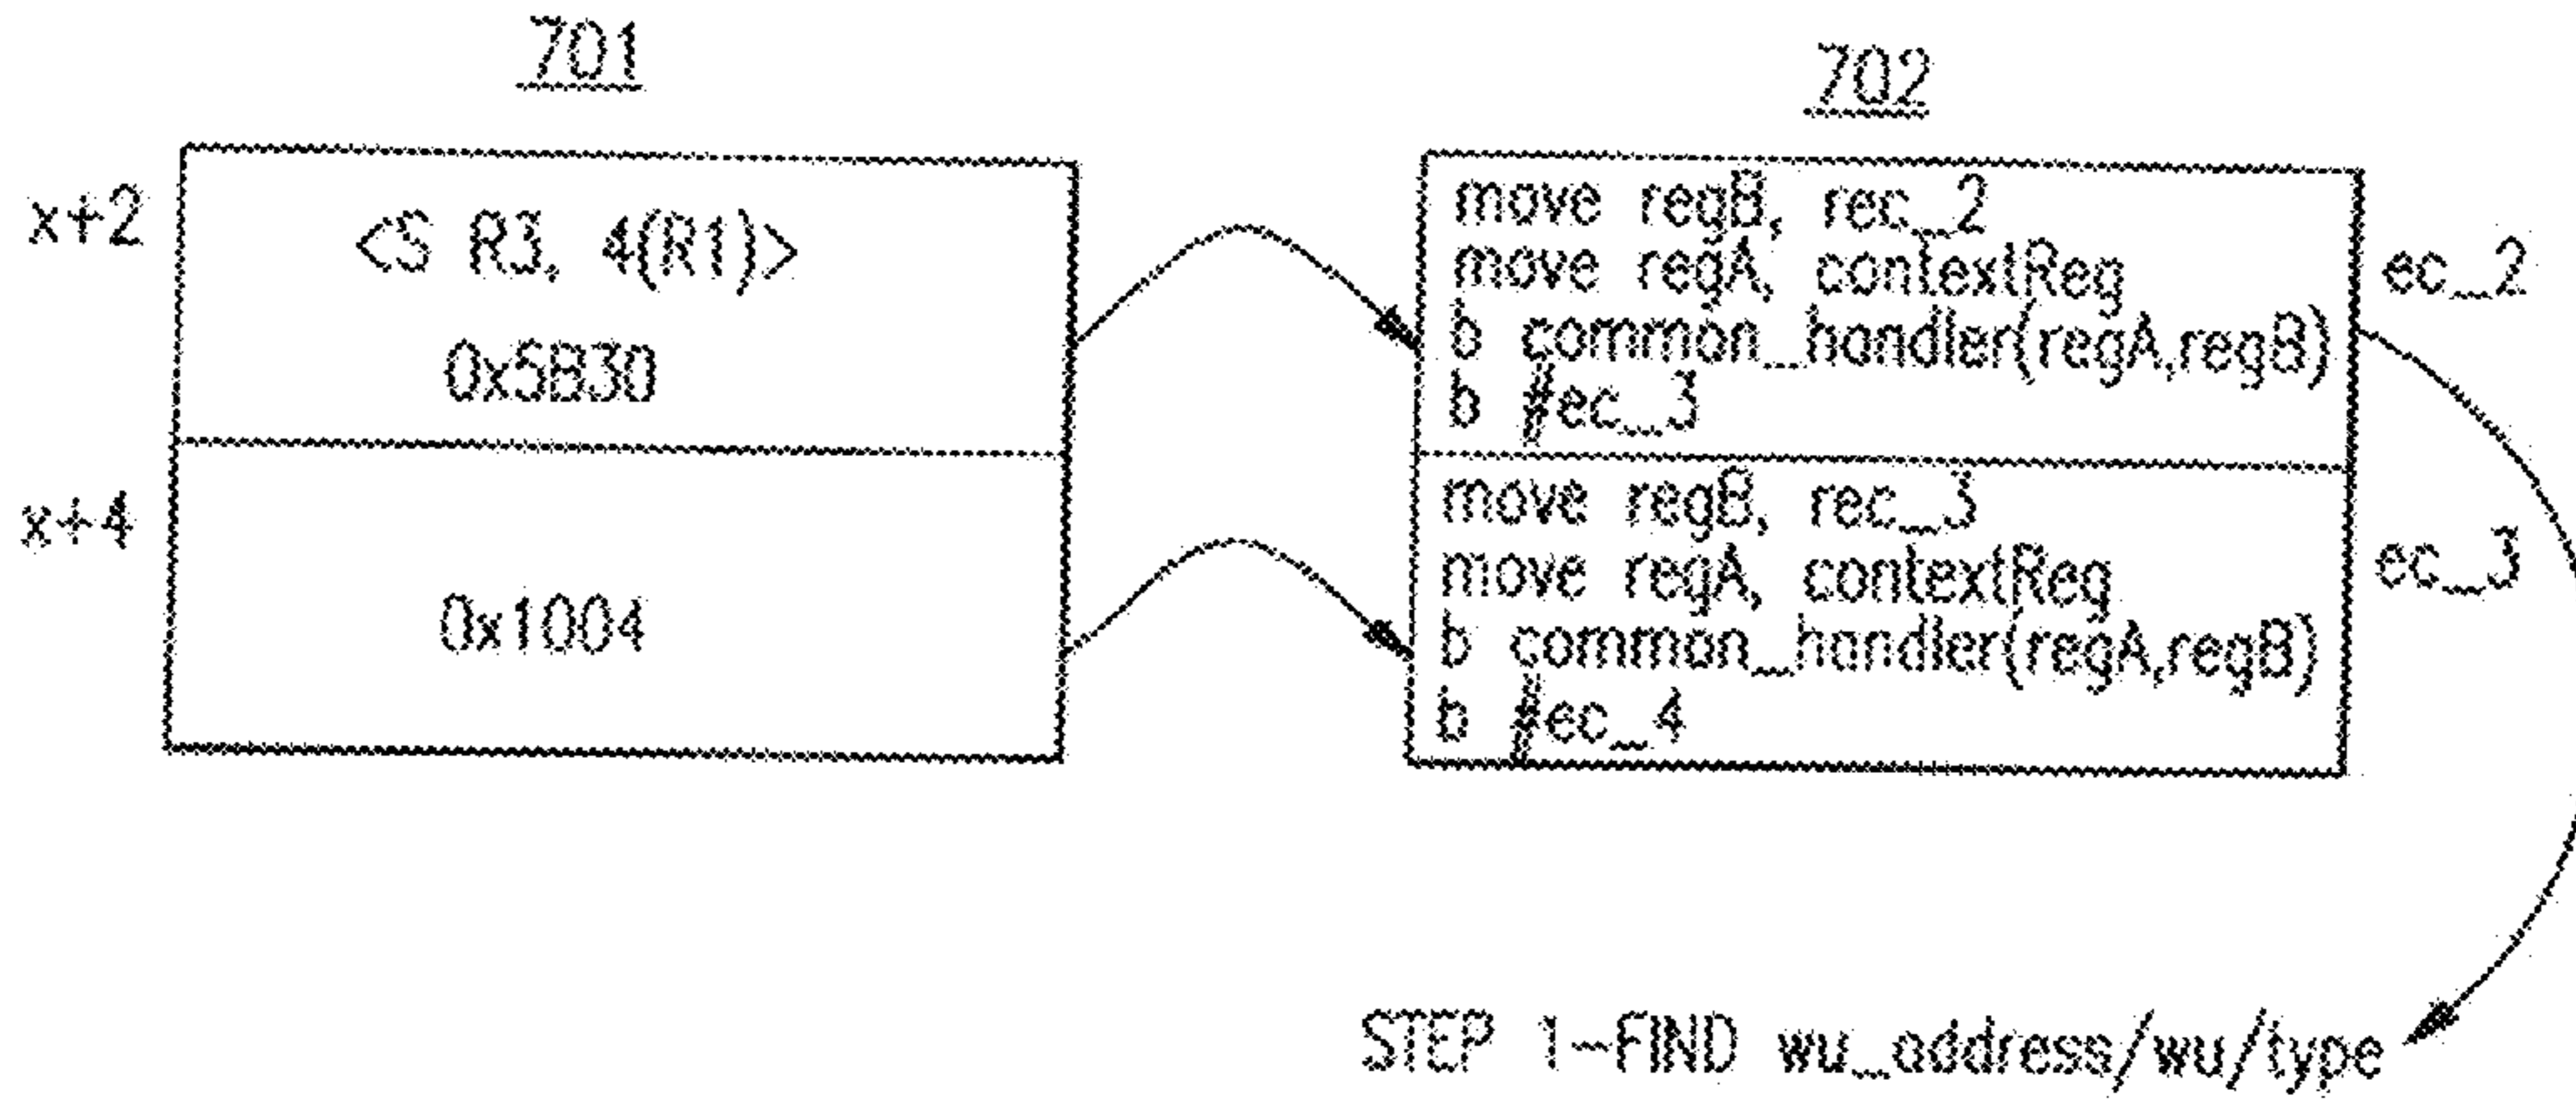 701
702
x+2
<S R3, 4(R1)>
0x5B30
x+4
0x1004
move regB, rec_2
move regA, contextReg
b common_handler(regA,regB)
b #ec_3
ec_2
move regB, rec_3
move regA, contextReg
b common_handler(regA,regB)
b #ec_4
ec_3
STEP 1-FIND wu_address/wu/type